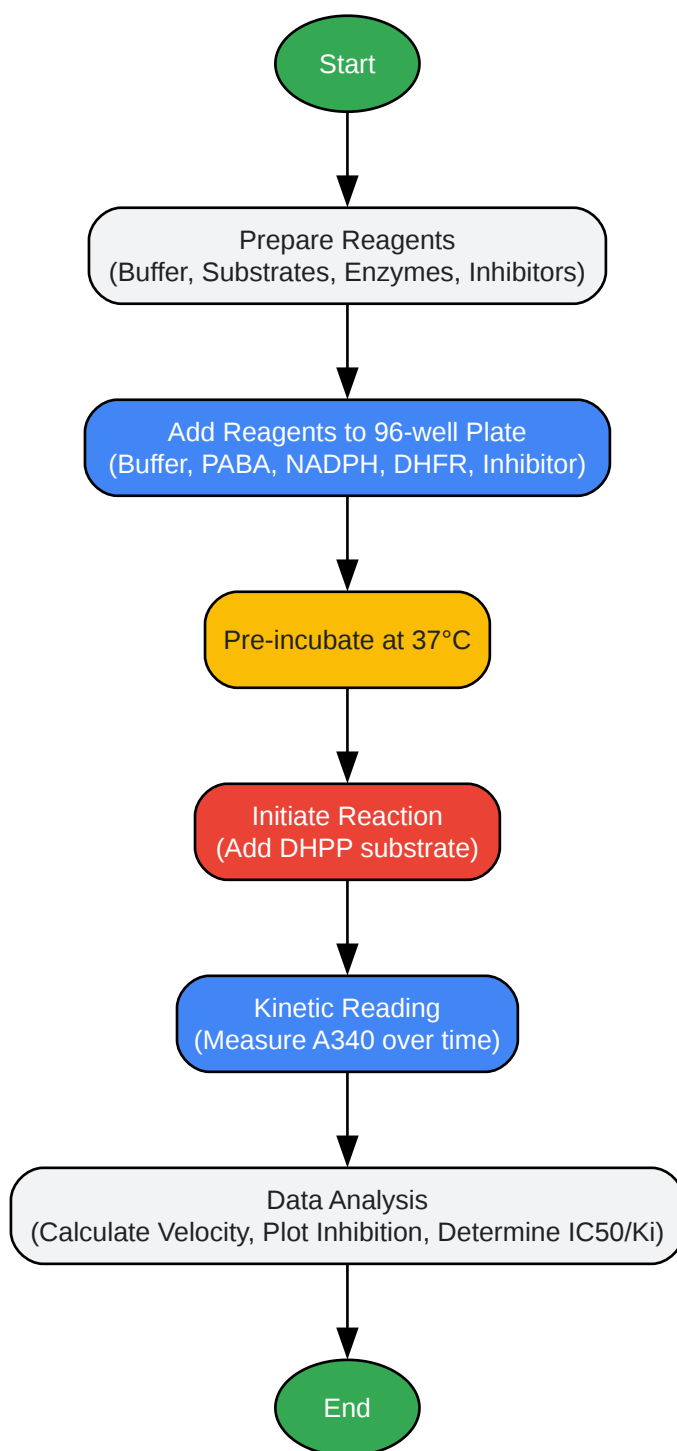 Start
Prepare Reagents
(Buffer, Substrates, Enzymes, Inhibitors)
Add Reagents to 96-well Plate
(Buffer, PABA, NADPH, DHFR, Inhibitor)
Pre-incubate at 37°C
Initiate Reaction
(Add DHPP substrate)
Kinetic Reading
(Measure A340 over time)
Data Analysis
(Calculate Velocity, Plot Inhibition, Determine IC50/Ki)
End